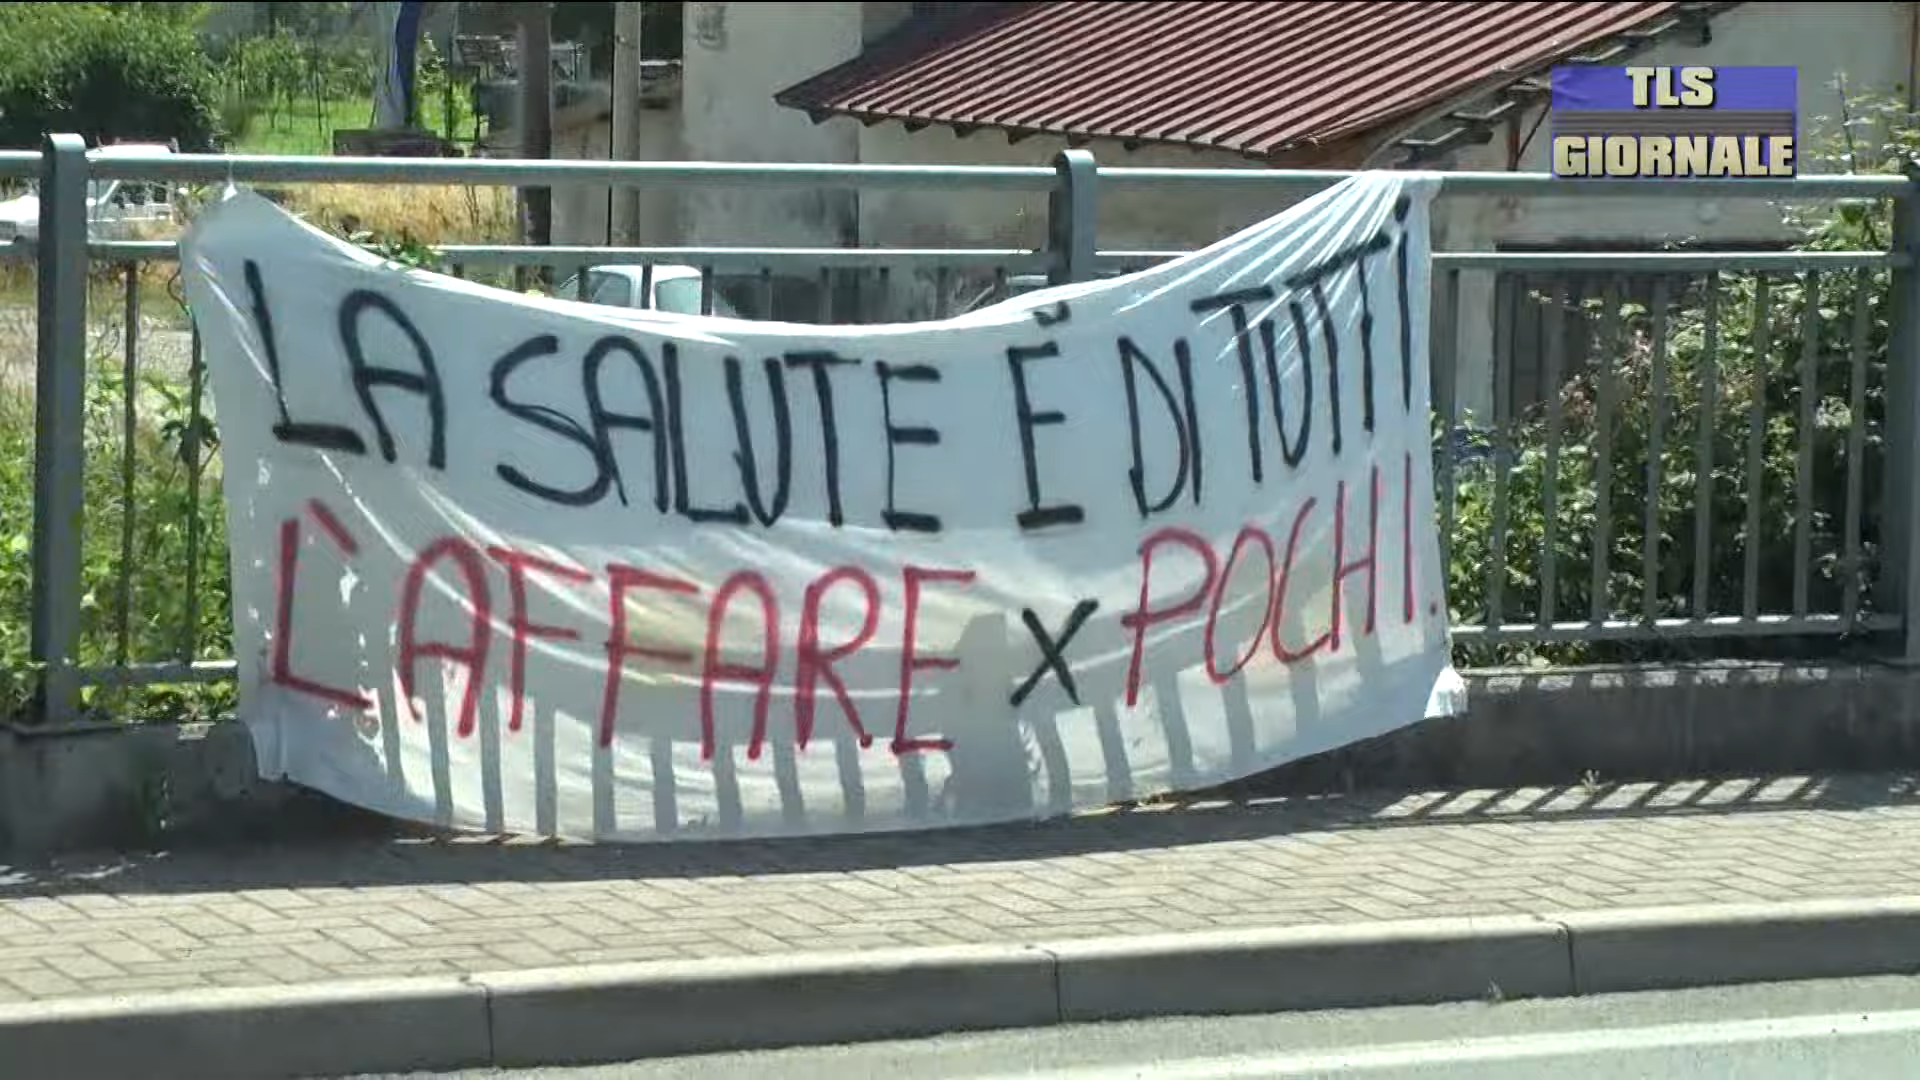 TLS
GIORNALE
LA SALUTE É DI TUTTI
L'AFFARE X POCHI.